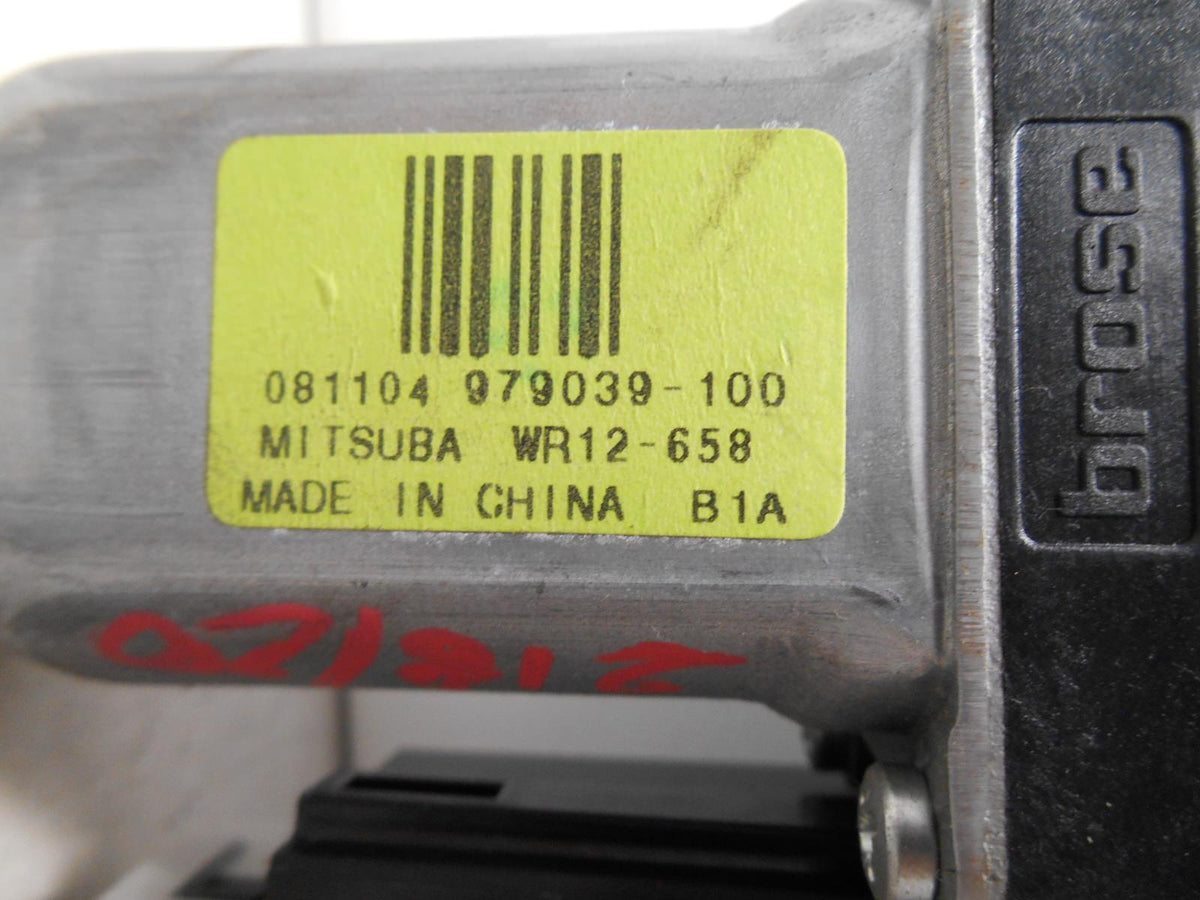 081104 979039-100
MITSUBA WR12-658
MADE IN CHINA B1A
brose